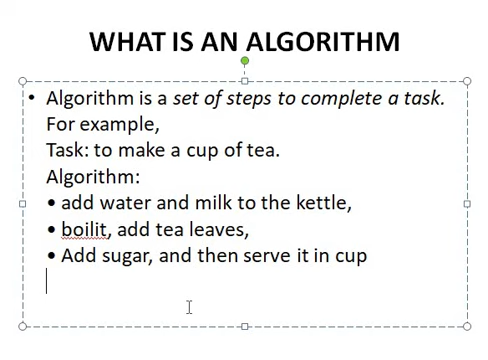 WHAT IS AN ALGORITHM
• Algorithm is a set of steps to complete a task.
For example,
Task: to make a cup of tea.
Algorithm:
• add water and milk to the kettle,
• boilit, add tea leaves,
• Add sugar, and then serve it in cup